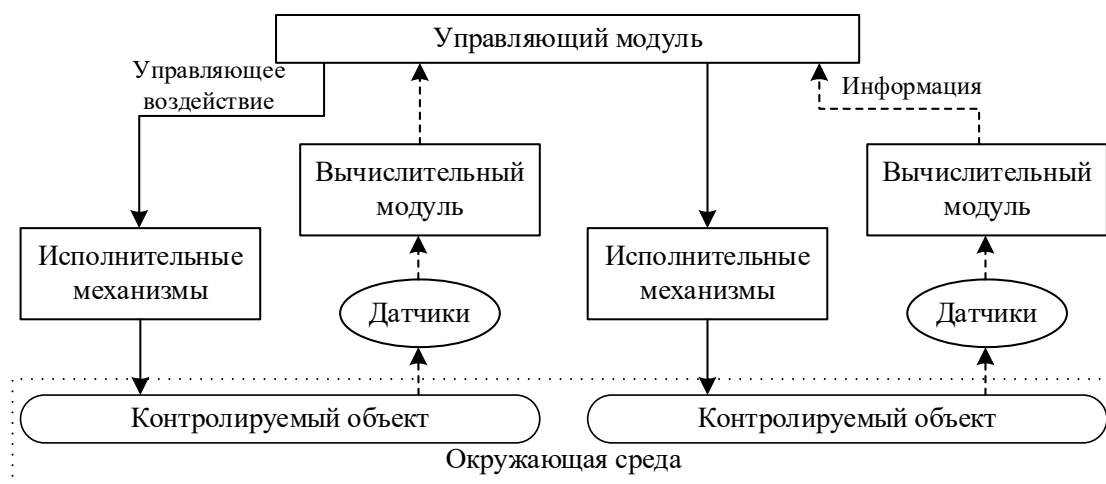 Управляющий модуль
Управляющее
воздействие
Информация
Вычислительный
модуль
Вычислительный
модуль
Исполнительные
механизмы
Исполнительные
механизмы
Датчики
Датчики
Контролируемый объект
Контролируемый объект
Окружающая среда